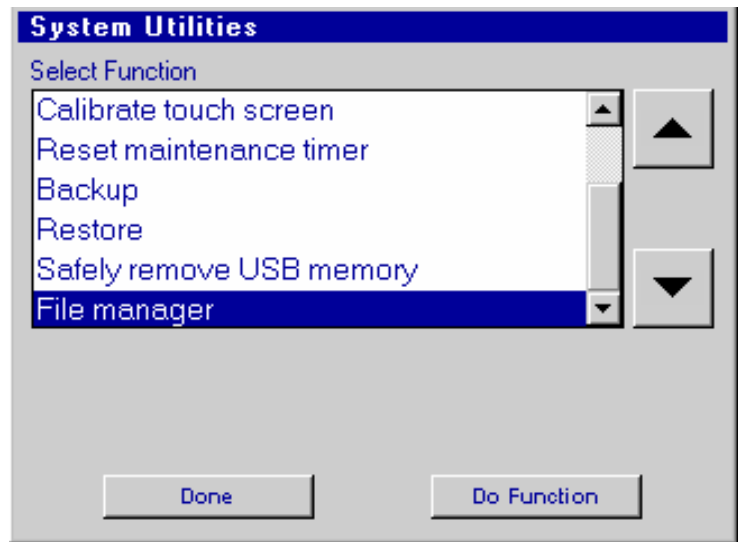 System Utilities
Select Function
Calibrate touch screen
Reset maintenance timer
Backup
Restore
Safely remove USB memory
File manager
Done
Do Function